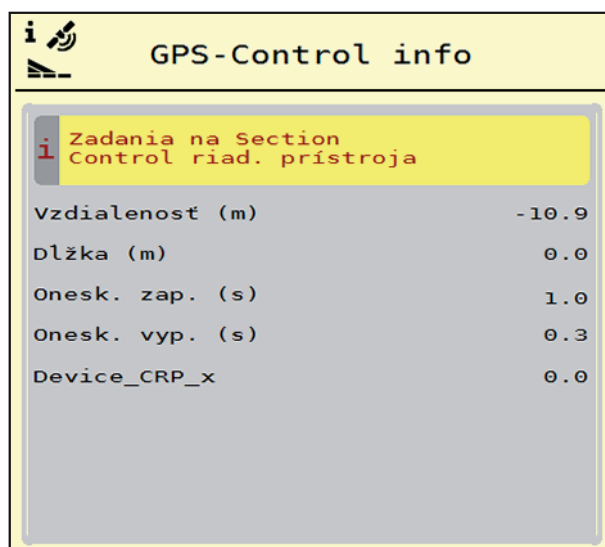 GPS-Control info
i Zadania na Section
Control riad. prístroja
Vzdialenosť (m) -10.9
Dĺžka (m) 0.0
Onesk. zap. (s) 1.0
Onesk. vyp. (s) 0.3
Device_CRP_x 0.0